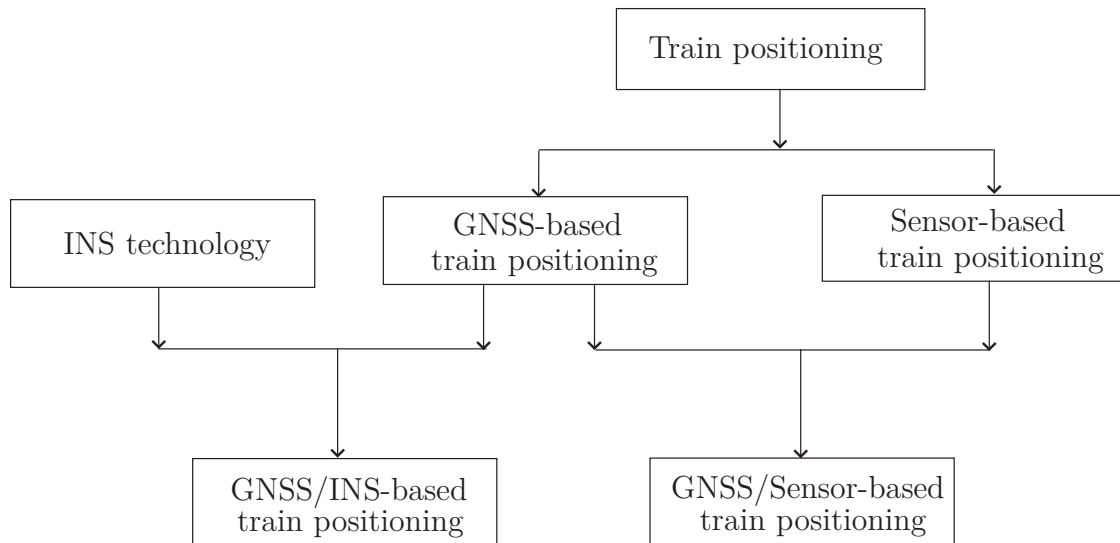 Train positioning
INS technology
GNSS-based
train positioning
Sensor-based
train positioning
GNSS/INS-based
train positioning
GNSS/Sensor-based
train positioning